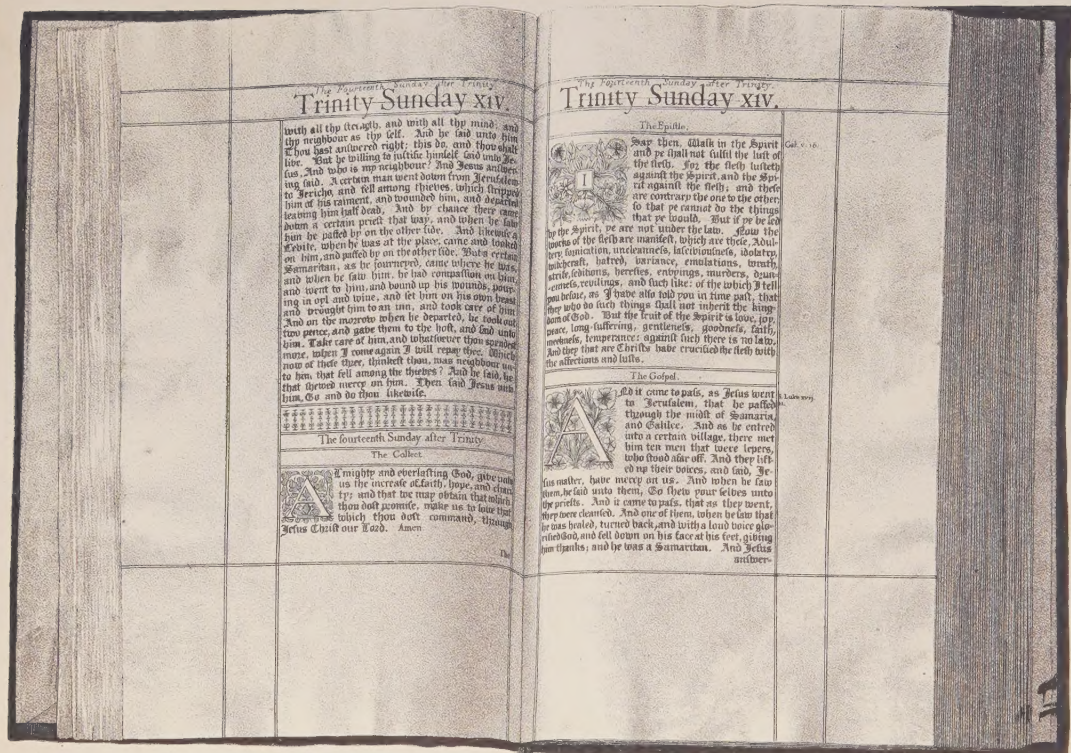 The Fourteenth Sunday after Trinity.
Trinity Sunday XIV.
with all thy strength, and with all thy mind; and
thy neighbour as thy self. And he said unto him
Thou hast answered right; this do, and thou shalt
live. But he willing to justifie himself said unto Je-
sus, And who is my neighbour? And Jesus answer-
ing said. A certain man went down from Jerusalem
to Jericho, and fell among thieves, which stripped
him of his raiment, and wounded him, and departed
leaving him half dead. And by chance there came
down a certain priest that way, and when he saw
him he passed by on the other side. And likewise a
Levite, when he was at the place, came and looked
on him, and passed by on the other side. But a certain
Samaritan, as he journeyed, came where he was,
and when he saw him, he had compassion on him,
and went to him, and bound up his wounds, pour-
ing in oyl and wine, and set him on his own beast
and brought him to an inn, and took care of him
And on the morrow when he departed, he took out
two pence, and gave them to the host, and said unto
him. Take care of him, and whatsoever thou spendest
more, when I come again I will repay thee. Which
now of these three, thinkest thou, was neighbour un-
to him, that fell among the thieves? And he said, he
that shewed mercy on him. Then said Jesus unto
him, Go and do thou likewise.
The fourteenth Sunday after Trinity
The Collect
Almighty and everlasting God, give unto
us the increase of faith, hope, and chari-
ty; and that we may obtain that which
thou dost promise, make us to love that
which thou dost command, through
Jesus Christ our Lord. Amen
The
The Fourteenth Sunday after Trinity.
Trinity Sunday XIV.
The Epistle.
I Say then, Walk in the Spirit
and ye shall not fulfil the lust of
the flesh. For the flesh lusteth
against the Spirit, and the Spi-
rit against the flesh; and these
are contrary the one to the other;
so that ye cannot do the things
that ye would. But if ye be led
by the Spirit, ye are not under the law. Now the
works of the flesh are manifest, which are these, Adul-
tery, fornication, uncleanness, lasciviousness, idolatry,
witchcraft, hatred, variance, emulations, wrath,
strife, seditions, heresies, envyings, murders, drun-
kenness, revilings, and such like: of the which I tell
you before, as I have also told you in time past, that
they who do such things shall not inherit the king-
dom of God. But the fruit of the Spirit is love, joy,
peace, long-suffering, gentleness, goodness, faith,
meekness, temperance: against such there is no law.
And they that are Christs have crucified the flesh with
the affections and lusts.
Gal. v. 16.
The Gospel.
And it came to pass, as Jesus went
to Jerusalem, that he passed
through the midst of Samaria,
and Galilee. And as he entred
into a certain village, there met
him ten men that were lepers,
who stood afar off. And they lift-
ed up their voices, and said, Je-
sus master, have mercy on us. And when he saw
them, he said unto them, Go shew your selves unto
the priests. And it came to pass, that as they went,
they were cleansed. And one of them, when he saw that
he was healed, turned back, and with a loud voice glo-
rified God, and fell down on his face at his feet, giving
him thanks; and he was a Samaritan. And Jesus
answer-
S. Luke xvij.